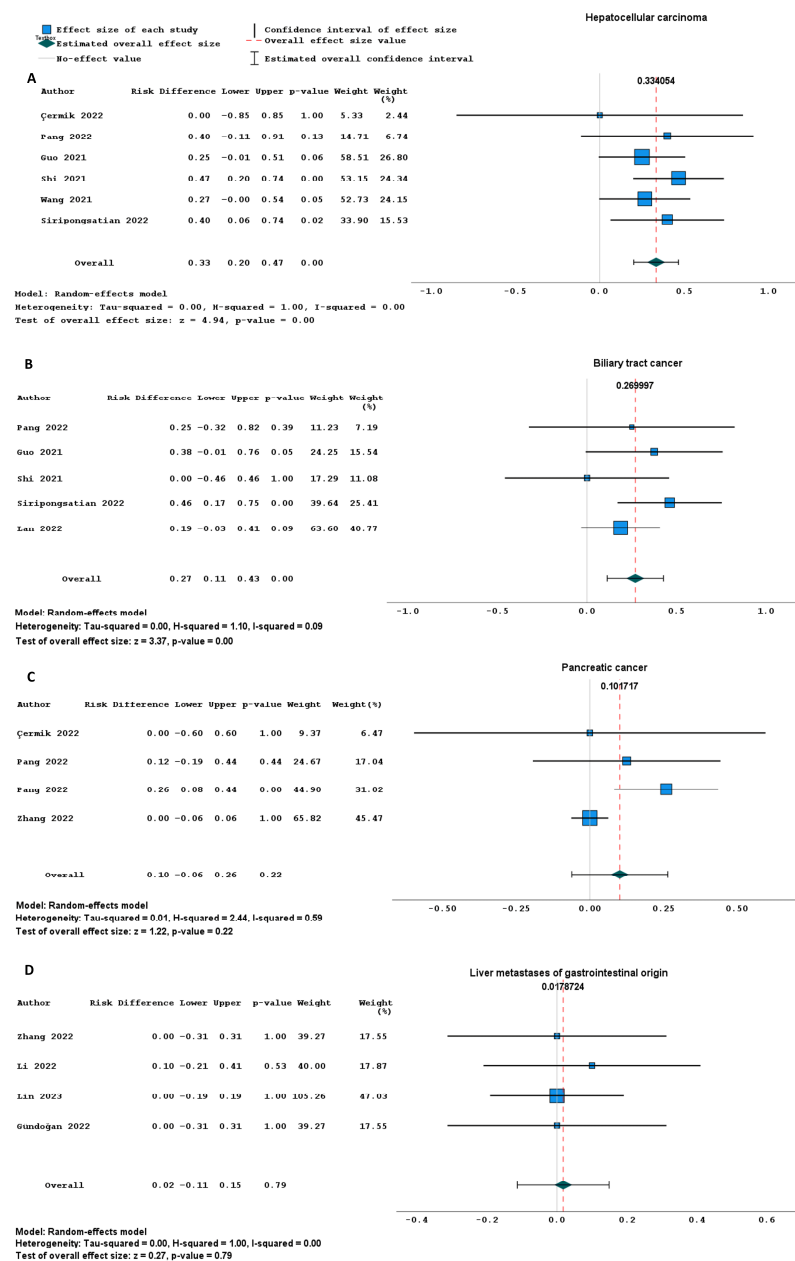 Hepatocellular carcinoma
Effect size of each study
Confidence interval of effect size
Textbox
Estimated overall effect size
Overall effect size value
No-effect value
Estimated overall confidence interval
A
0.334054
Author Risk Difference Lower Upper p-value Weight Weight (%)
Çermik 2022 0.00 −0.85 0.85 1.00 5.33 2.44
Pang 2022 0.40 −0.11 0.91 0.13 14.71 6.74
Guo 2021 0.25 −0.01 0.51 0.06 58.51 26.80
Shi 2021 0.47 0.20 0.74 0.00 53.15 24.34
Wang 2021 0.27 −0.00 0.54 0.05 52.73 24.15
Siripongsatian 2022 0.40 0.06 0.74 0.02 33.90 15.53
Overall 0.33 0.20 0.47 0.00
-1.0 -0.5 0.0 0.5 1.0
Model: Random-effects model
Heterogeneity: Tau-squared = 0.00, H-squared = 1.00, I-squared = 0.00
Test of overall effect size: z = 4.94, p-value = 0.00
B
Biliary tract cancer
0.269997
Author Risk Difference Lower Upper p-value Weight Weight (%)
Pang 2022 0.25 −0.32 0.82 0.39 11.23 7.19
Guo 2021 0.38 −0.01 0.76 0.05 24.25 15.54
Shi 2021 0.00 −0.46 0.46 1.00 17.29 11.08
Siripongsatian 2022 0.46 0.17 0.75 0.00 39.64 25.41
Lan 2022 0.19 −0.03 0.41 0.09 63.60 40.77
Overall 0.27 0.11 0.43 0.00
-1.0 -0.5 0.0 0.5 1.0
Model: Random-effects model
Heterogeneity: Tau-squared = 0.00, H-squared = 1.10, I-squared = 0.09
Test of overall effect size: z = 3.37, p-value = 0.00
C
Pancreatic cancer
0.101717
Author Risk Difference Lower Upper p-value Weight Weight(%)
Çermik 2022 0.00 −0.60 0.60 1.00 9.37 6.47
Pang 2022 0.12 −0.19 0.44 0.44 24.67 17.04
Pang 2022 0.26 0.08 0.44 0.00 44.90 31.02
Zhang 2022 0.00 −0.06 0.06 1.00 65.82 45.47
Overall 0.10 −0.06 0.26 0.22
-0.50 -0.25 0.00 0.25 0.50
Model: Random-effects model
Heterogeneity: Tau-squared = 0.01, H-squared = 2.44, I-squared = 0.59
Test of overall effect size: z = 1.22, p-value = 0.22
D
Liver metastases of gastrointestinal origin
0.0178724
Author Risk Difference Lower Upper p-value Weight Weight (%)
Zhang 2022 0.00 −0.31 0.31 1.00 39.27 17.55
Li 2022 0.10 −0.21 0.41 0.53 40.00 17.87
Lin 2023 0.00 −0.19 0.19 1.00 105.26 47.03
Gündoğan 2022 0.00 −0.31 0.31 1.00 39.27 17.55
Overall 0.02 −0.11 0.15 0.79
-0.4 -0.2 0.0 0.2 0.4 0.6
Model: Random-effects model
Heterogeneity: Tau-squared = 0.00, H-squared = 1.00, I-squared = 0.00
Test of overall effect size: z = 0.27, p-value = 0.79